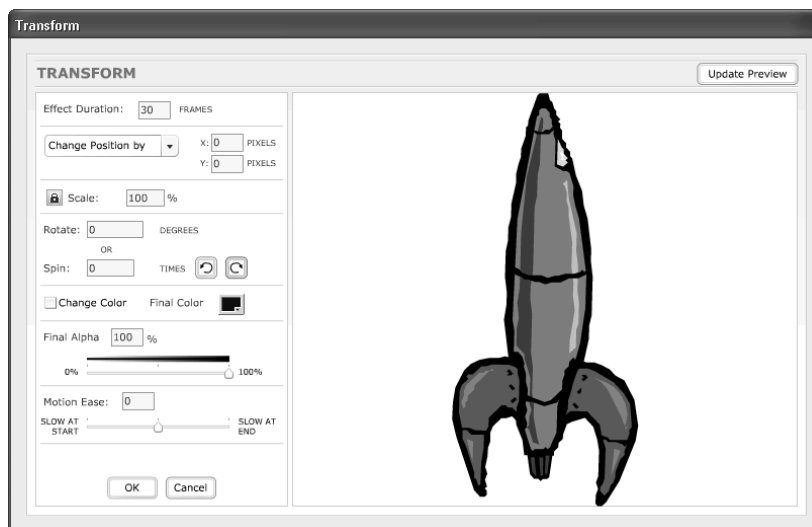 Transform
TRANSFORM
Update Preview
Effect Duration: 30 FRAMES
Change Position by X: 0 PIXELS
Y: 0 PIXELS
Scale: 100 %
Rotate: 0 DEGREES
OR
Spin: 0 TIMES
Change Color Final Color
Final Alpha 100 %
0% 100%
Motion Ease: 0
SLOW AT START SLOW AT END
OK Cancel